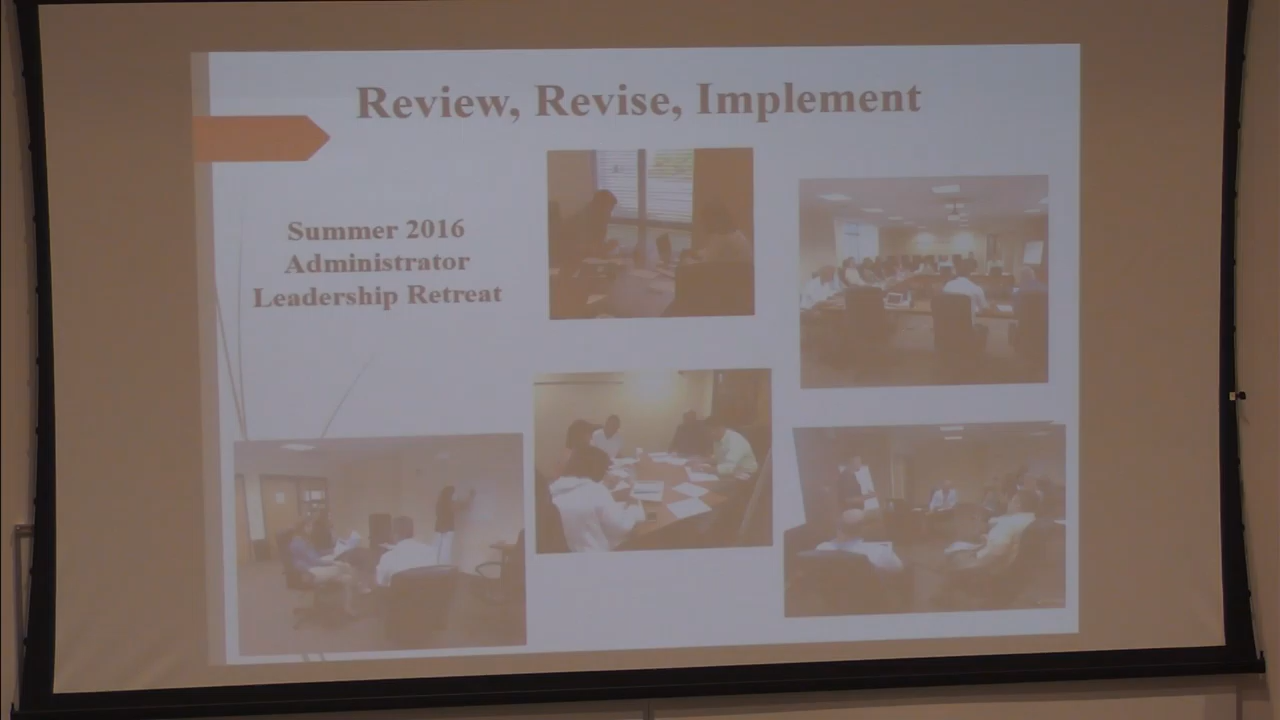 Review, Revise, Implement
Summer 2016
Administrator
Leadership Retreat